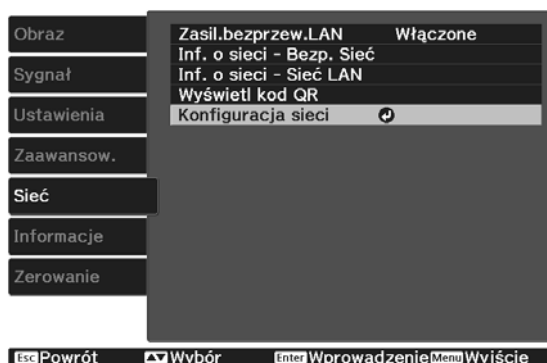 Obraz
Sygnał
Ustawienia
Zaawansow.
Sieć
Informacje
Zerowanie
Zasil.bezprzew.LAN Włączone
Inf. o sieci - Bezp. Sieć
Inf. o sieci - Sieć LAN
Wyświetl kod QR
Konfiguracja sieci
Esc Powrót Wybór Enter Wprowadzenie Menu Wyjście